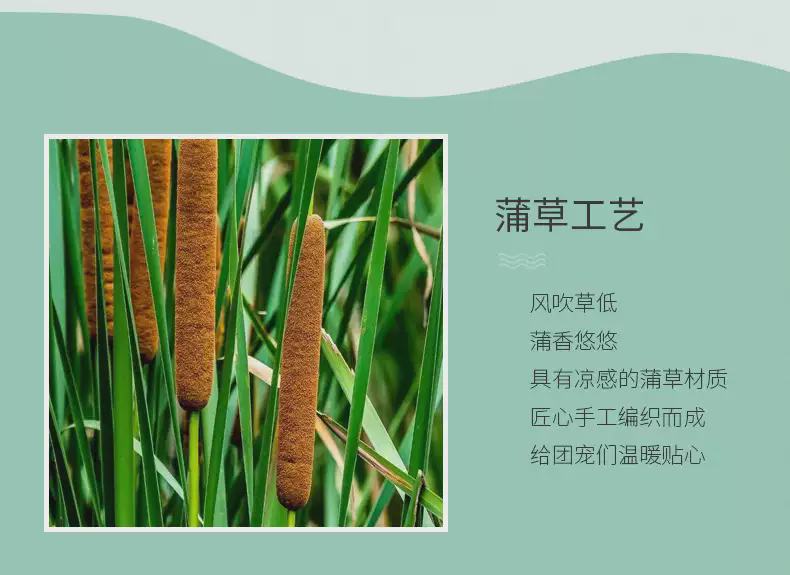 蒲草工艺
风吹草低
蒲香悠悠
具有凉感的蒲草材质
匠心手工编织而成
给团宠们温暖贴心